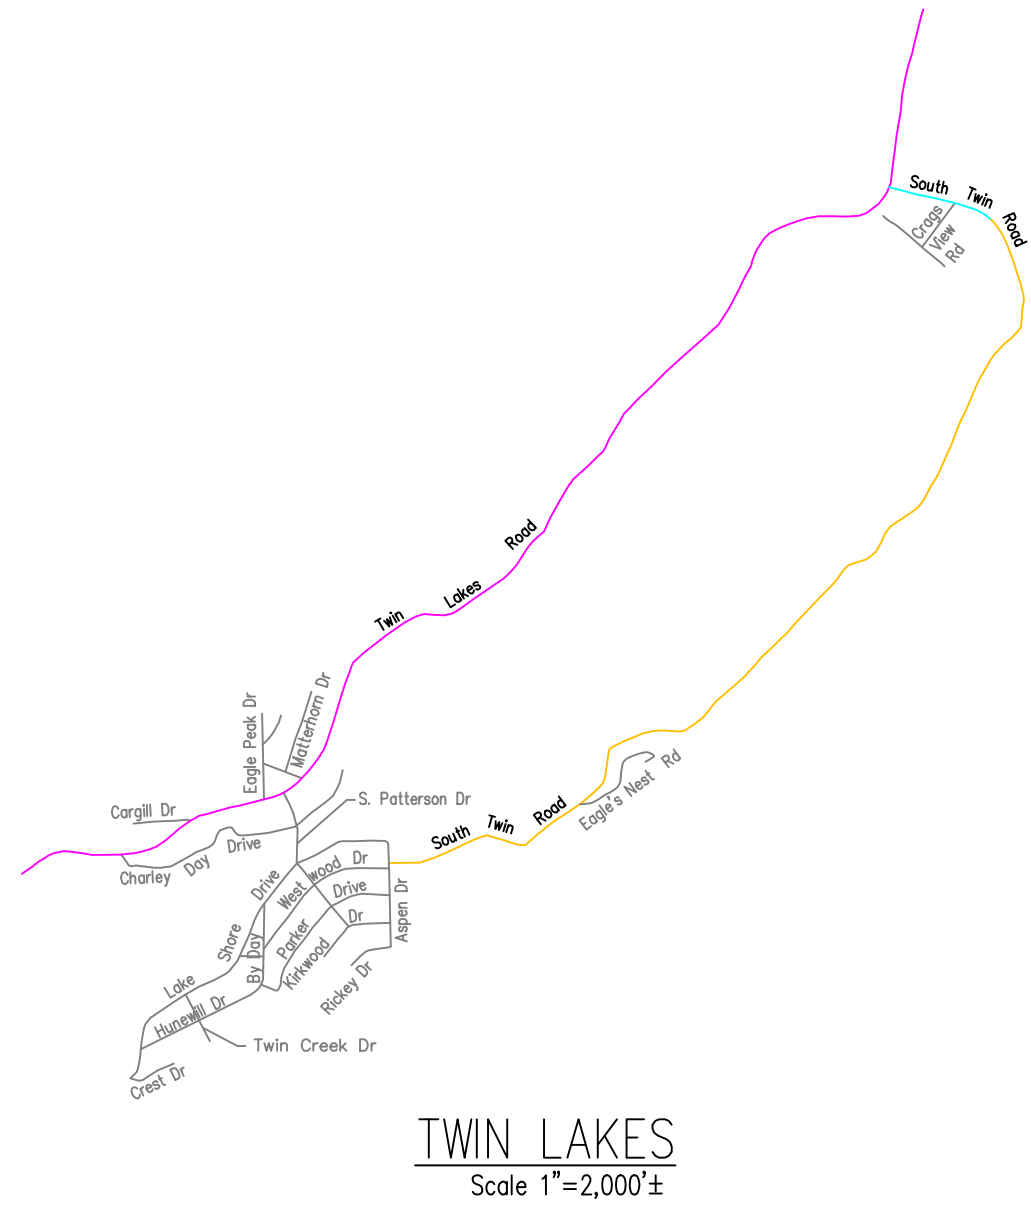 South Twin Road
Crags View Rd
Twin Lakes Road
Matterhorn Dr
Eagle Peak Dr
Cargill Dr
S. Patterson Dr
Charley Day Drive
Eagle's Nest Rd
South Twin Road
Westwood Dr
Parker Drive
Kirkwood Dr
Aspen Dr
Rickey Dr
By Day
Lake Shore Drive
Hunewill Dr
Twin Creek Dr
Crest Dr
TWIN LAKES
Scale 1"=2,000'±